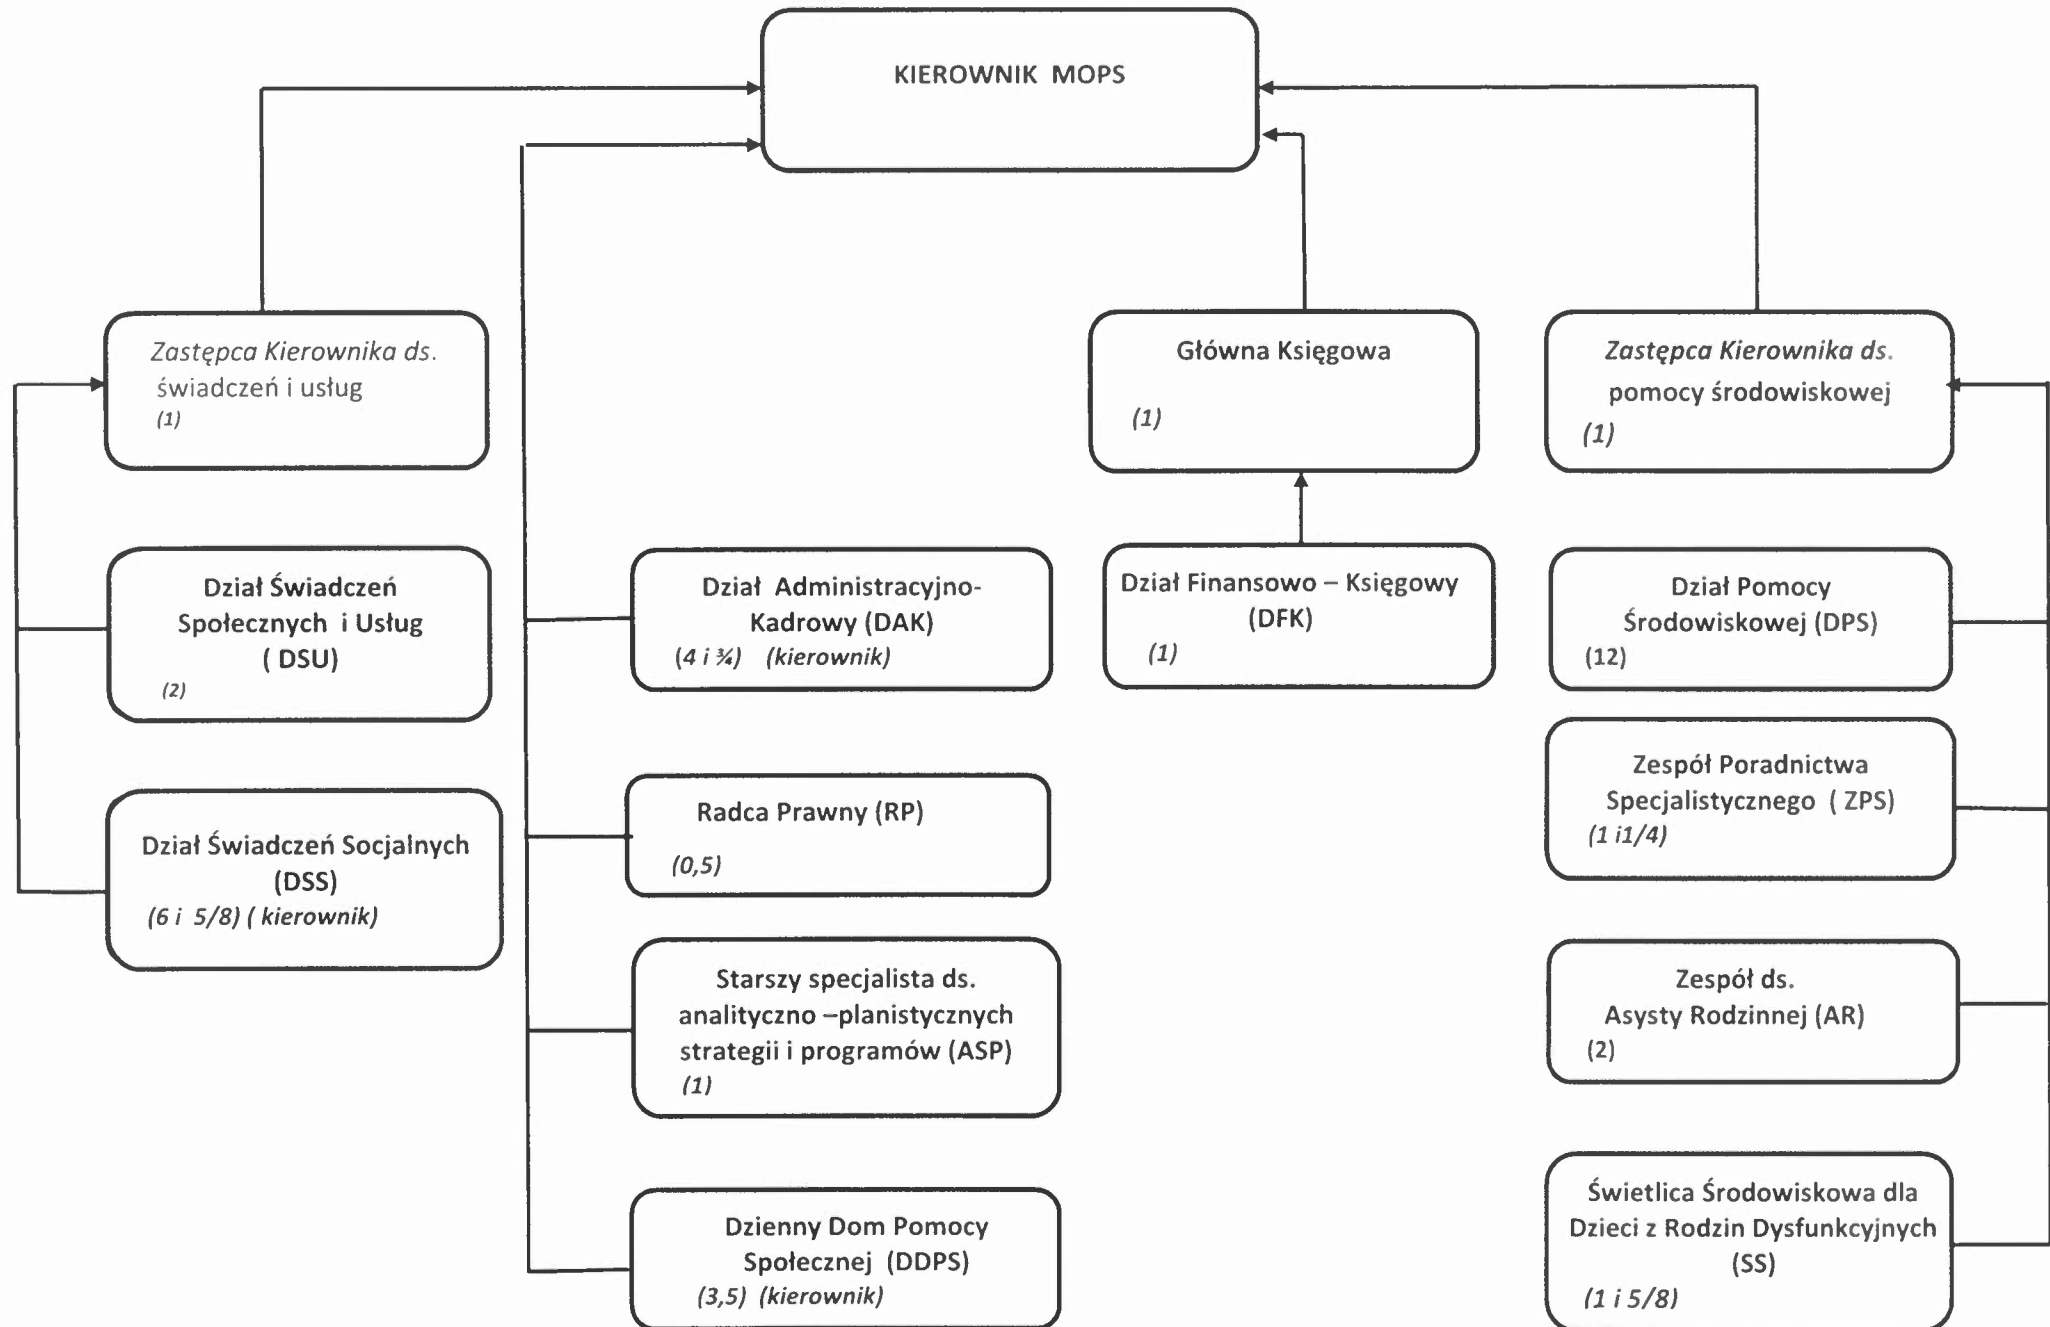 KIEROWNIK MOPS
Zastępca Kierownika ds.
świadczeń i usług
(1)
Główna Księgowa
(1)
Zastępca Kierownika ds.
pomocy środowiskowej
(1)
Dział Świadczeń
Społecznych i Usług
( DSU)
(2)
Dział Administracyjno-
Kadrowy (DAK)
(4 i ¾) (kierownik)
Dział Finansowo – Księgowy
(DFK)
(1)
Dział Pomocy
Środowiskowej (DPS)
(12)
Dział Świadczeń Socjalnych
(DSS)
(6 i 5/8) ( kierownik)
Radca Prawny (RP)
(0,5)
Zespół Poradnictwa
Specjalistycznego ( ZPS)
(1 i1/4)
Starszy specjalista ds.
analityczno –planistycznych
strategii i programów (ASP)
(1)
Zespół ds.
Asysty Rodzinnej (AR)
(2)
Dzienny Dom Pomocy
Społecznej (DDPS)
(3,5) (kierownik)
Świetlica Środowiskowa dla
Dzieci z Rodzin Dysfunkcyjnych
(SS)
(1 i 5/8)